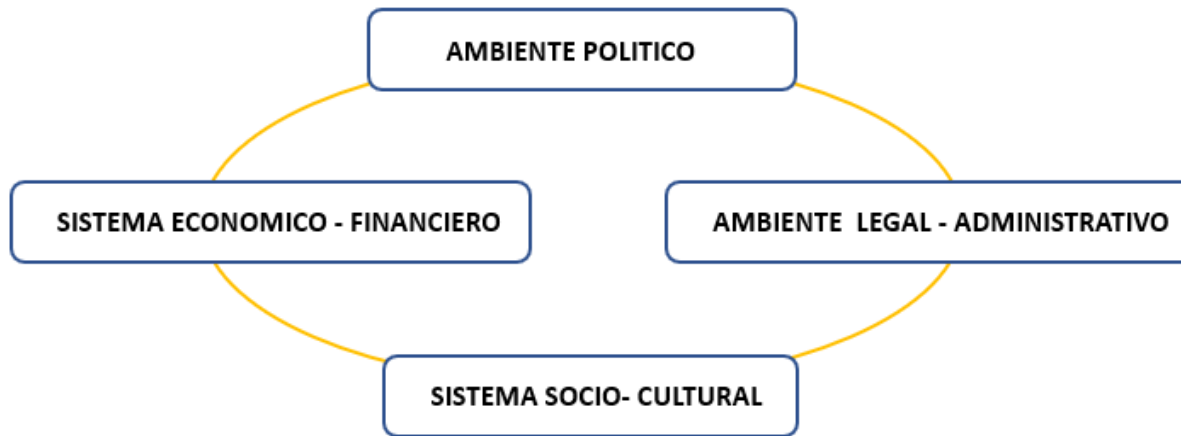 AMBIENTE POLITICO
SISTEMA ECONOMICO - FINANCIERO
AMBIENTE LEGAL - ADMINISTRATIVO
SISTEMA SOCIO- CULTURAL